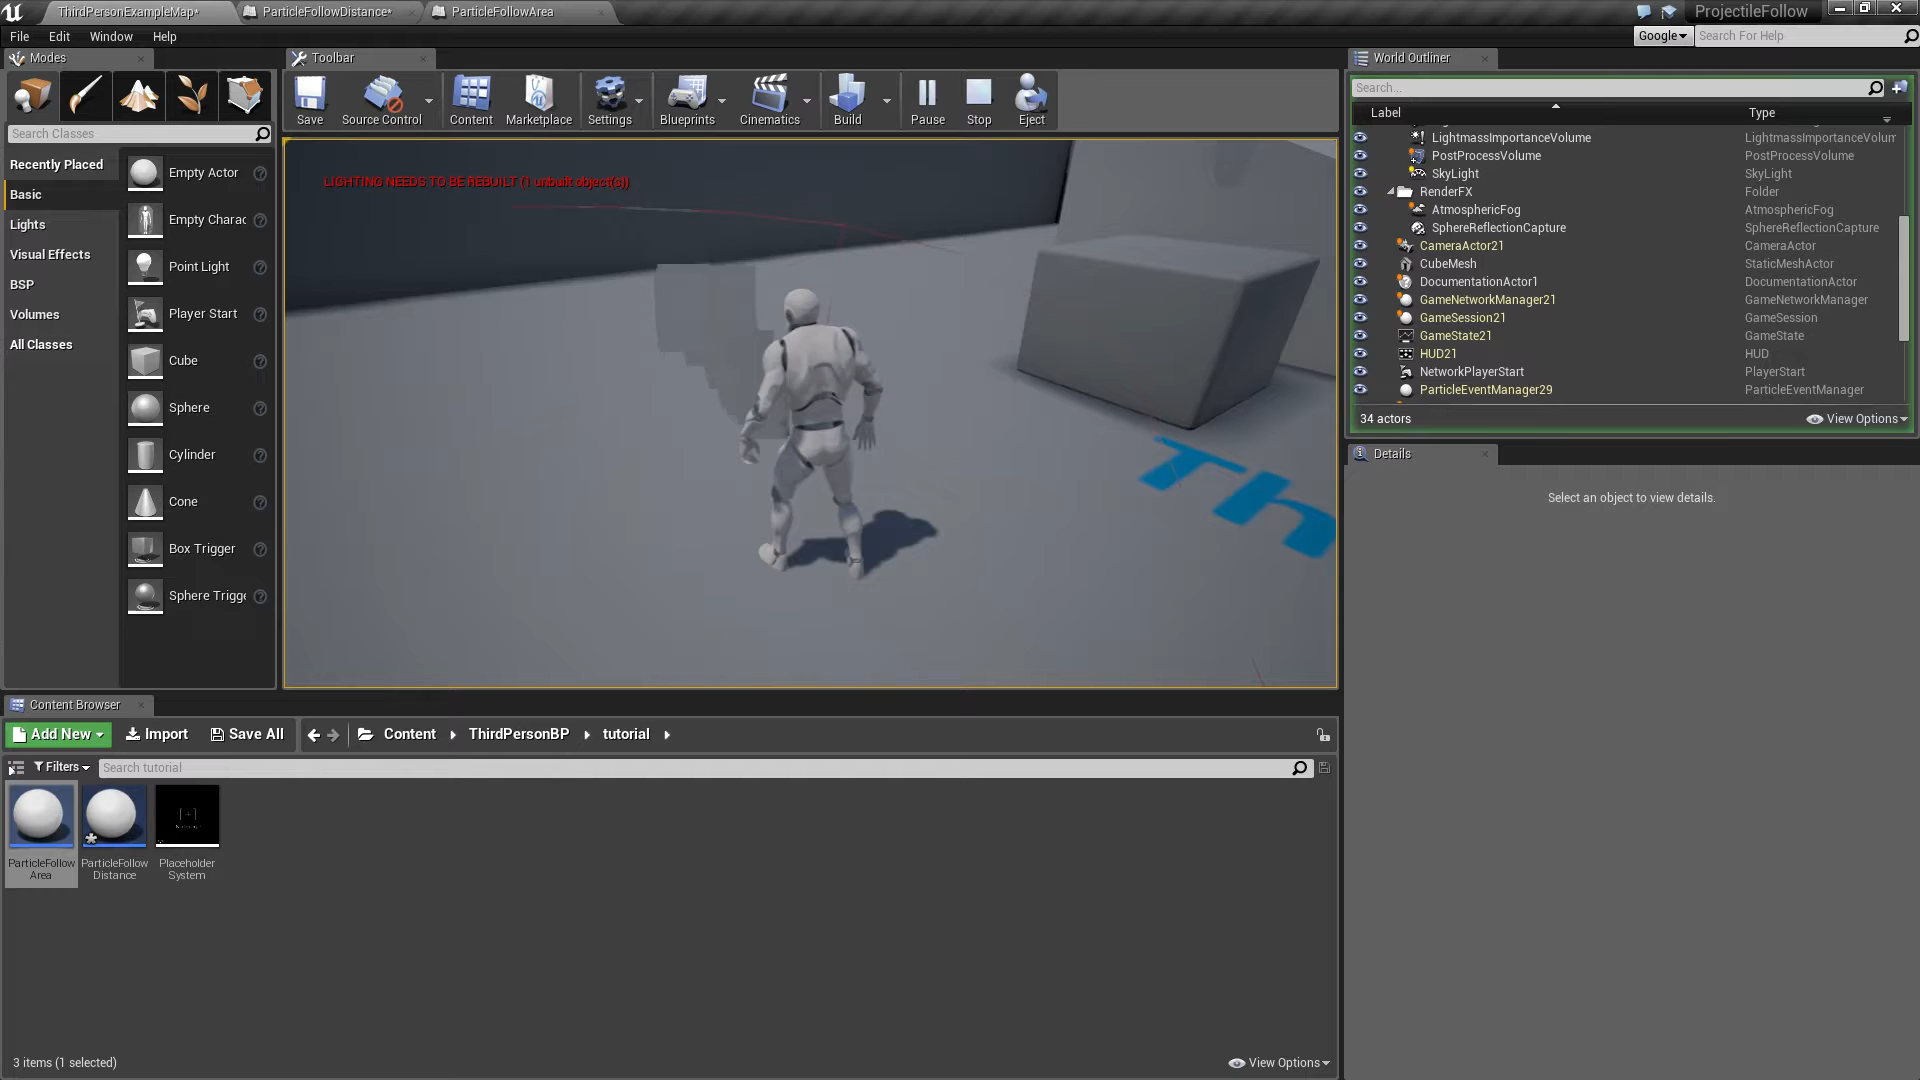 ThirdPersonExampleMap*
ParticleFollowDistance*
ParticleFollowArea
ProjectileFollow
File
Edit
Window
Help
Google
Search For Help
Modes
Toolbar
World Outliner
Search...
Save
Source Control
Content
Marketplace
Settings
Blueprints
Cinematics
Build
Pause
Stop
Eject
Label
Type
Search Classes
Recently Placed
Basic
Lights
Visual Effects
BSP
Volumes
All Classes
Empty Actor
Empty Charac
Point Light
Player Start
Cube
Sphere
Cylinder
Cone
Box Trigger
Sphere Trigge
LIGHTING NEEDS TO BE REBUILT (1 unbuilt object(s))
Th
LightmassImportanceVolume LightmassImportanceVolum
PostProcessVolume PostProcessVolume
SkyLight SkyLight
RenderFX Folder
AtmosphericFog AtmosphericFog
SphereReflectionCapture SphereReflectionCapture
CameraActor21 CameraActor
CubeMesh StaticMeshActor
DocumentationActor1 DocumentationActor
GameNetworkManager21 GameNetworkManager
GameSession21 GameSession
GameState21 GameState
HUD21 HUD
NetworkPlayerStart PlayerStart
ParticleEventManager29 ParticleEventManager
34 actors
View Options
Details
Select an object to view details.
Content Browser
Add New
Import
Save All
Content
ThirdPersonBP
tutorial
Filters
Search tutorial
ParticleFollow
Area
ParticleFollow
Distance
Placeholder
System
3 items (1 selected)
View Options